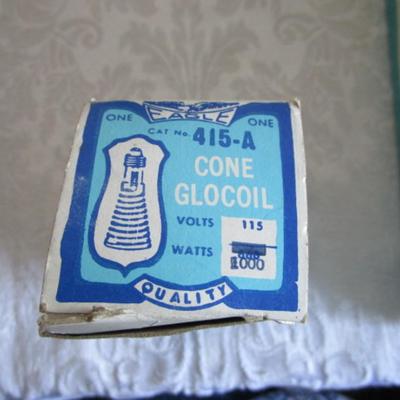 EAGLE
ONE ONE
CAT No. 415-A
CONE
GLOCOIL
VOLTS 115
WATTS 1000
QUALITY